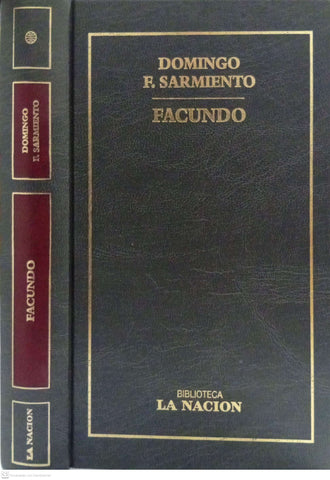 DOMINGO
F. SARMIENTO
FACUNDO
BIBLIOTECA
LA NACION
DOMINGO
F. SARMIENTO
FACUNDO
LA NACION